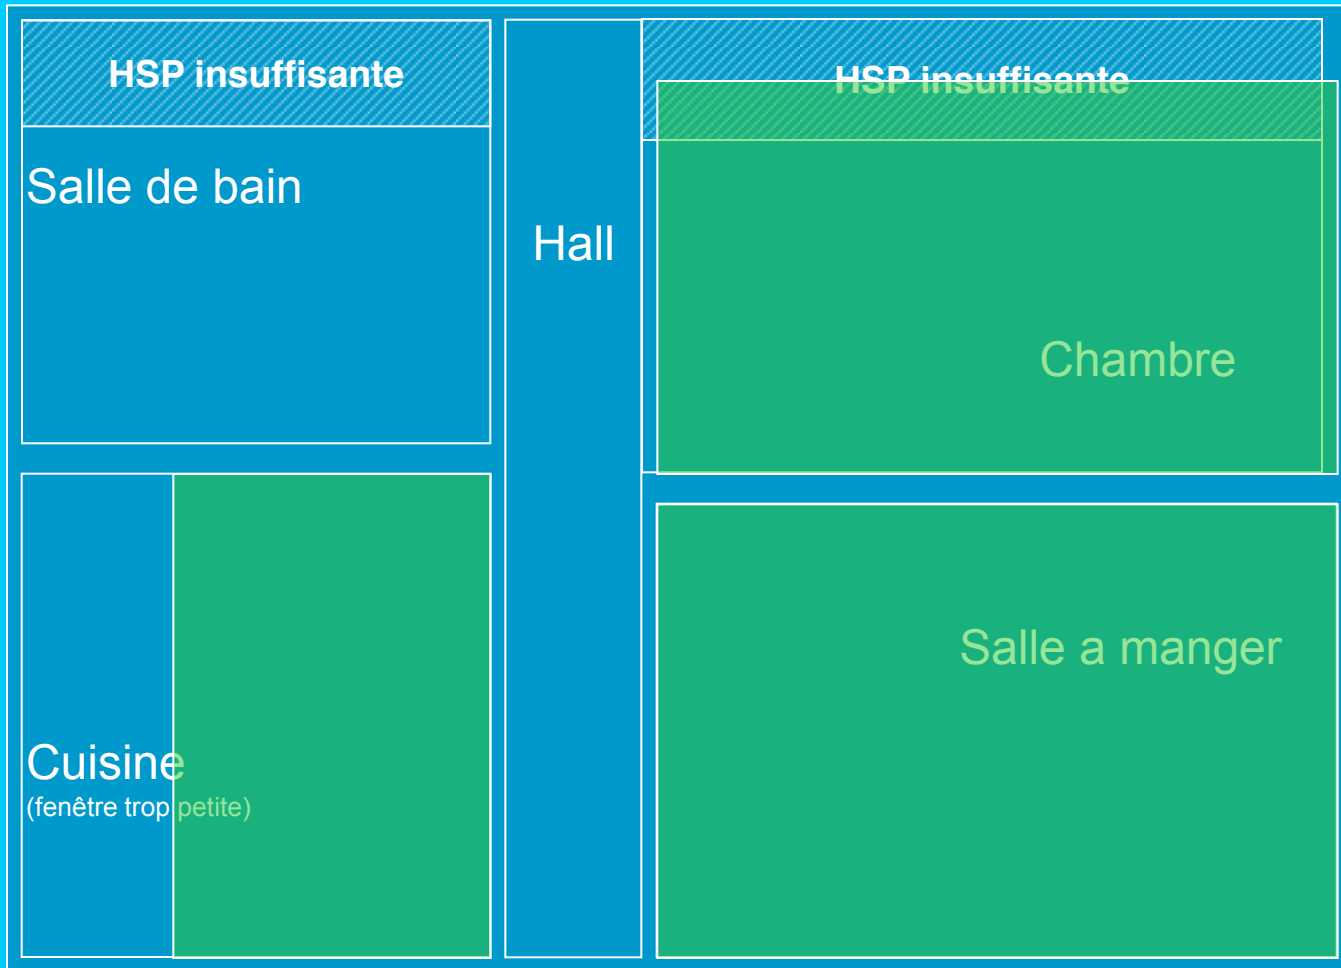 HSP insuffisante
HSP insuffisante
Salle de bain
Hall
Chambre
Salle a manger
Cuisine
(fenêtre trop petite)